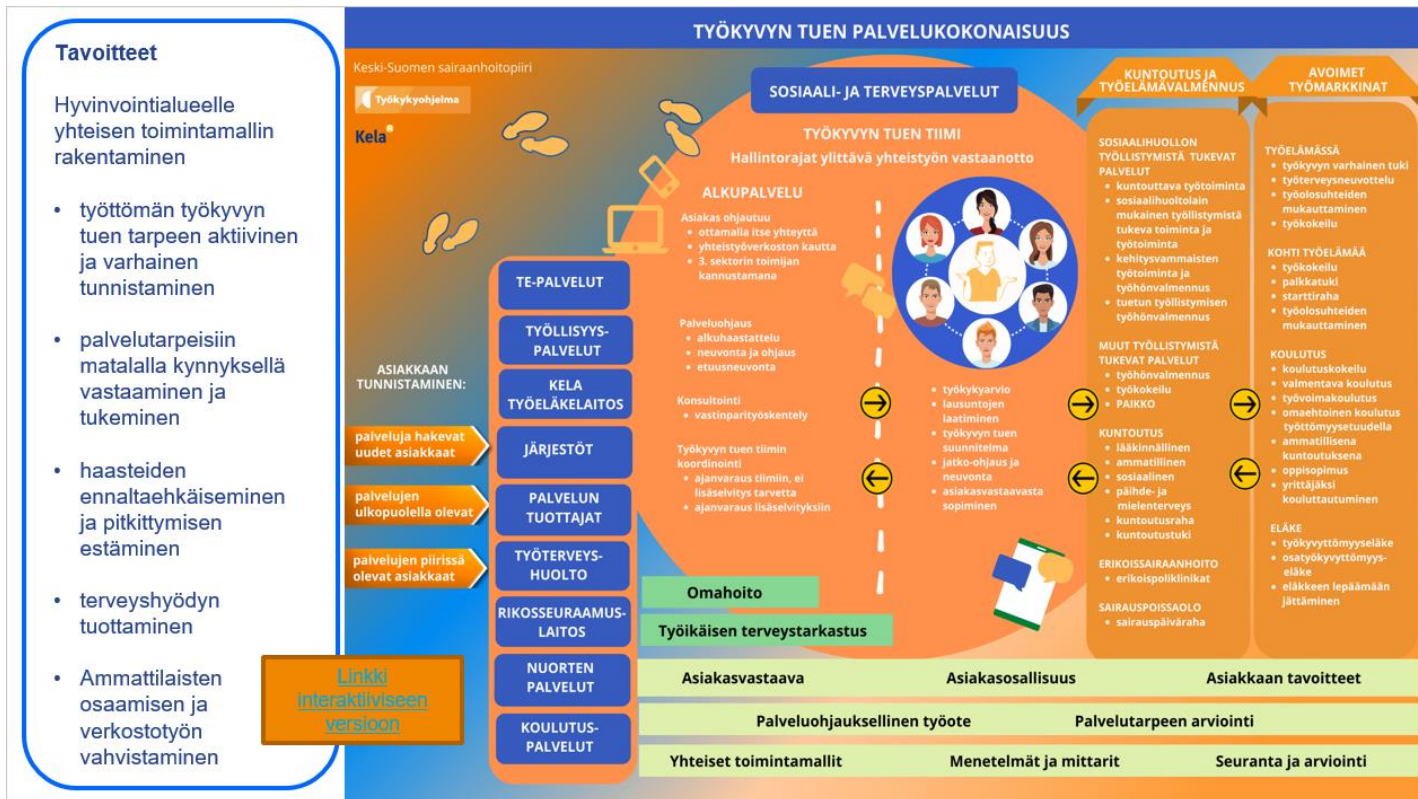 Tavoitteet
Hyvinvointialueelle
yhteisen toimintamallin
rakentaminen
• työttömän työkyvyn
tuen tarpeen aktiivinen
ja varhainen
tunnistaminen
• palvelutarpeisiin
matalalla kynnyksellä
vastaaminen ja
tukeminen
• haasteiden
ennaltaehkäiseminen
ja pitkittymisen
estäminen
• terveyshyödyn
tuottaminen
• Ammattilaisten
osaamisen ja
verkostotyön
vahvistaminen
Linkki
interaktiiviseen
versioon
TYÖKYVYN TUEN PALVELUKOKONAISUUS
Keski-Suomen sairaanhoitopiiri
Työkykyohjelma
Kela
ASIAKKAAN
TUNNISTAMINEN:
palveluja hakevat
uudet asiakkaat
palvelujen
ulkopuolella olevat
palvelujen piirissä
olevat asiakkaat
TE-PALVELUT
TYÖLLISYYS-
PALVELUT
KELA
TYÖELÄKELAITOS
JÄRJESTÖT
PALVELUN
TUOTTAJAT
TYÖTERVEYS-
HUOLTO
RIKOSSEURAAMUS-
LAITOS
NUORTEN
PALVELUT
KOULUTUS-
PALVELUT
SOSIAALI- JA TERVEYSPALVELUT
TYÖKYVYN TUEN TIIMI
Hallintorajat ylittävä yhteistyön vastaanotto
ALKUPALVELU
Asiakas ohjautuu
• ottamalla itse yhteyttä
• yhteistyöverkoston kautta
• 3. sektorin toimijan
kannustamana
Palveluohjaus
• alkuhaastattelu
• neuvonta ja ohjaus
• etuusneuvonta
Konsultointi
• vastinparityöskentely
Työkyvyn tuen tiimin
koordinointi
• ajanvaraus tiimiin, ei
lisäselvitys tarvetta
• ajanvaraus lisäselvityksiin
• työkykyarvio
• lausuntojen
laatiminen
• työkyvyn tuen
suunnitelma
• jatko-ohjaus ja
neuvonta
• asiakasvastaavasta
sopiminen
Omahoito
Työikäisen terveystarkastus
KUNTOUTUS JA
TYÖELÄMÄVALMENNUS
SOSIAALIHUOLLON
TYÖLLISTYMISTÄ TUKEVAT
PALVELUT
• kuntouttava työtoiminta
• sosiaalihuoltolain
mukainen työllistymistä
tukeva toiminta ja
työtoiminta
• kehitysvammaisten
työtoiminta ja
työhönvalmennus
• tuetun työllistymisen
työhönvalmennus
MUUT TYÖLLISTYMISTÄ
TUKEVAT PALVELUT
• työhönvalmennus
• työkokeilu
• PAIKKO
KUNTOUTUS
• lääkinnällinen
• ammatillinen
• sosiaalinen
• päihde- ja
mielenterveys
• kuntoutusraha
• kuntoutustuki
ERIKOISSAIRAANHOITO
• erikoispoliklinikat
SAIRAUSPOISSAOLO
• sairauspäiväraha
AVOIMET
TYÖMARKKINAT
TYÖELÄMÄSSÄ
• työkyvyn varhainen tuki
• työterveysneuvottelu
• työolosuhteiden
mukauttaminen
• työkokeilu
KOHTI TYÖELÄMÄÄ
• työkokeilu
• palkkatuki
• starttiraha
• työolosuhteiden
mukauttaminen
KOULUTUS
• koulutuskokeilu
• valmentava koulutus
• työvoimakoulutus
• omaehtoinen koulutus
työttömyysetuudella
• ammatillisena
kuntoutuksena
• oppisopimus
• yrittäjäksi
kouluttautuminen
ELÄKE
• työkyvyttömyyseläke
• osatyökyvyttömyys-
eläke
• eläkkeen lepäämään
jättäminen
Asiakasvastaava Asiakasosallisuus Asiakkaan tavoitteet
Palveluohjauksellinen työote Palvelutarpeen arviointi
Yhteiset toimintamallit Menetelmät ja mittarit Seuranta ja arviointi